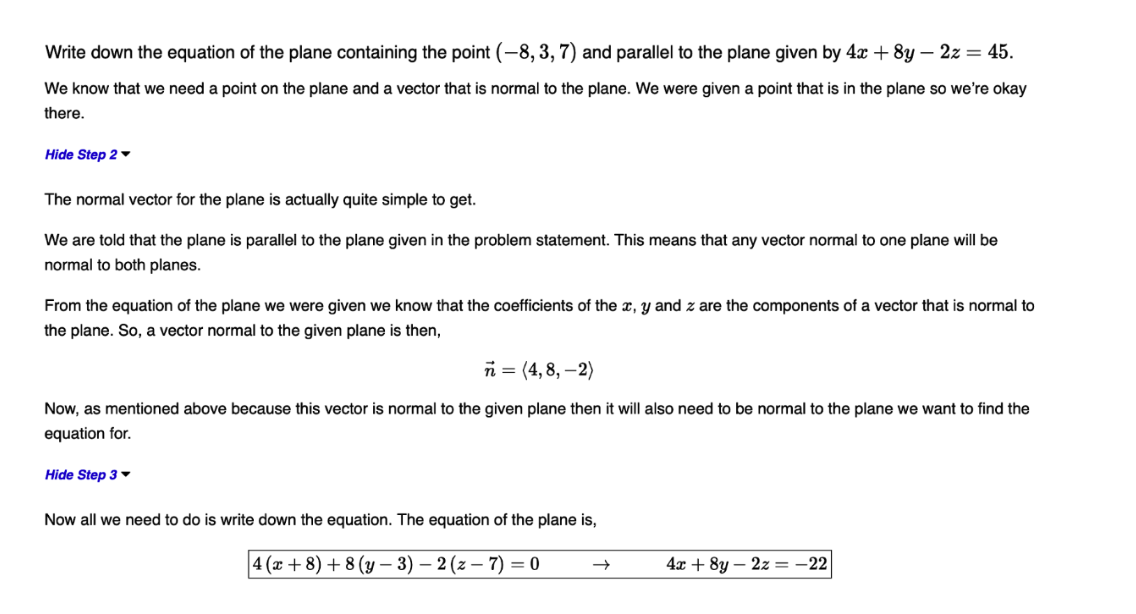 Write down the equation of the plane containing the point (−8, 3, 7) and parallel to the plane given by 4x + 8y − 2z = 45.
We know that we need a point on the plane and a vector that is normal to the plane. We were given a point that is in the plane so we're okay
there.
Hide Step 2
The normal vector for the plane is actually quite simple to get.
We are told that the plane is parallel to the plane given in the problem statement. This means that any vector normal to one plane will be
normal to both planes.
From the equation of the plane we were given we know that the coefficients of the x, y and z are the components of a vector that is normal to
the plane. So, a vector normal to the given plane is then,
n⃗ = ⟨4, 8, −2⟩
Now, as mentioned above because this vector is normal to the given plane then it will also need to be normal to the plane we want to find the
equation for.
Hide Step 3
Now all we need to do is write down the equation. The equation of the plane is,
4 (x + 8) + 8 (y − 3) − 2 (z − 7) = 0 → 4x + 8y − 2z = −22